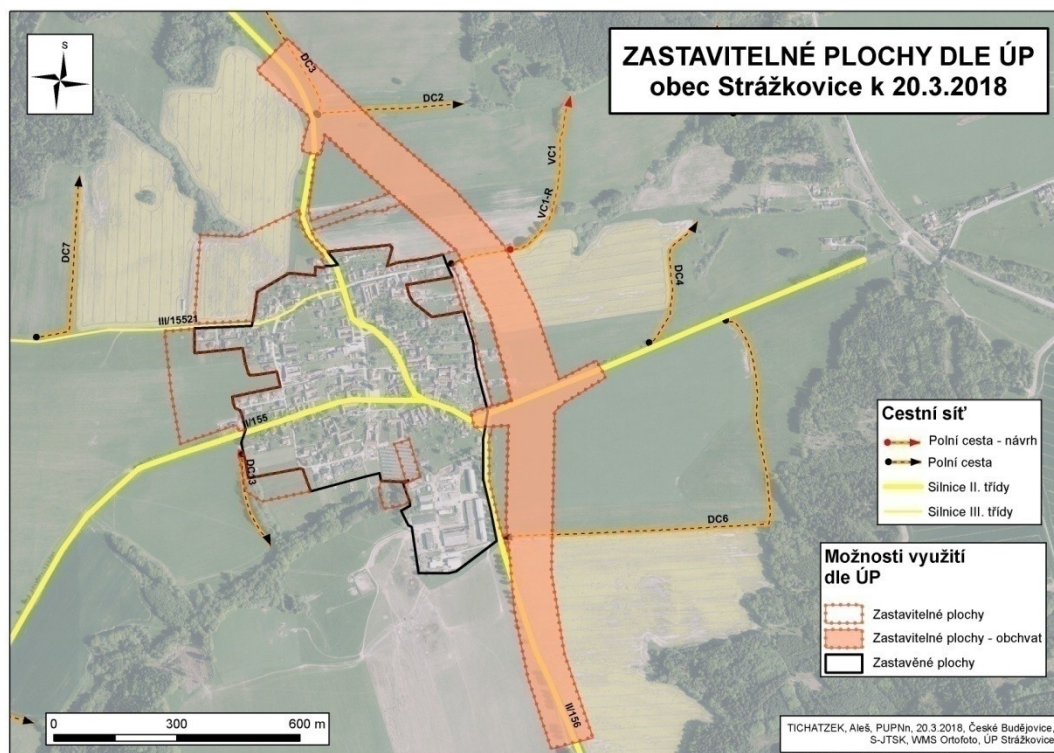 S
ZASTAVITELNÉ PLOCHY DLE ÚP
obec Strážkovice k 20.3.2018
DC3
DC2
VC1
VC1-R
DC7
DC4
III/15521
I/155
DC13
DC6
II/156
Cestní síť
Polní cesta - návrh
Polní cesta
Silnice II. třídy
Silnice III. třídy
Možnosti využití
dle ÚP
Zastavitelné plochy
Zastavitelné plochy - obchvat
Zastavěné plochy
0 300 600 m
TICHATZEK, Aleš, PUPNn, 20.3.2018, České Budějovice,
S-JTSK, WMS Ortofoto, ÚP Strážkovice